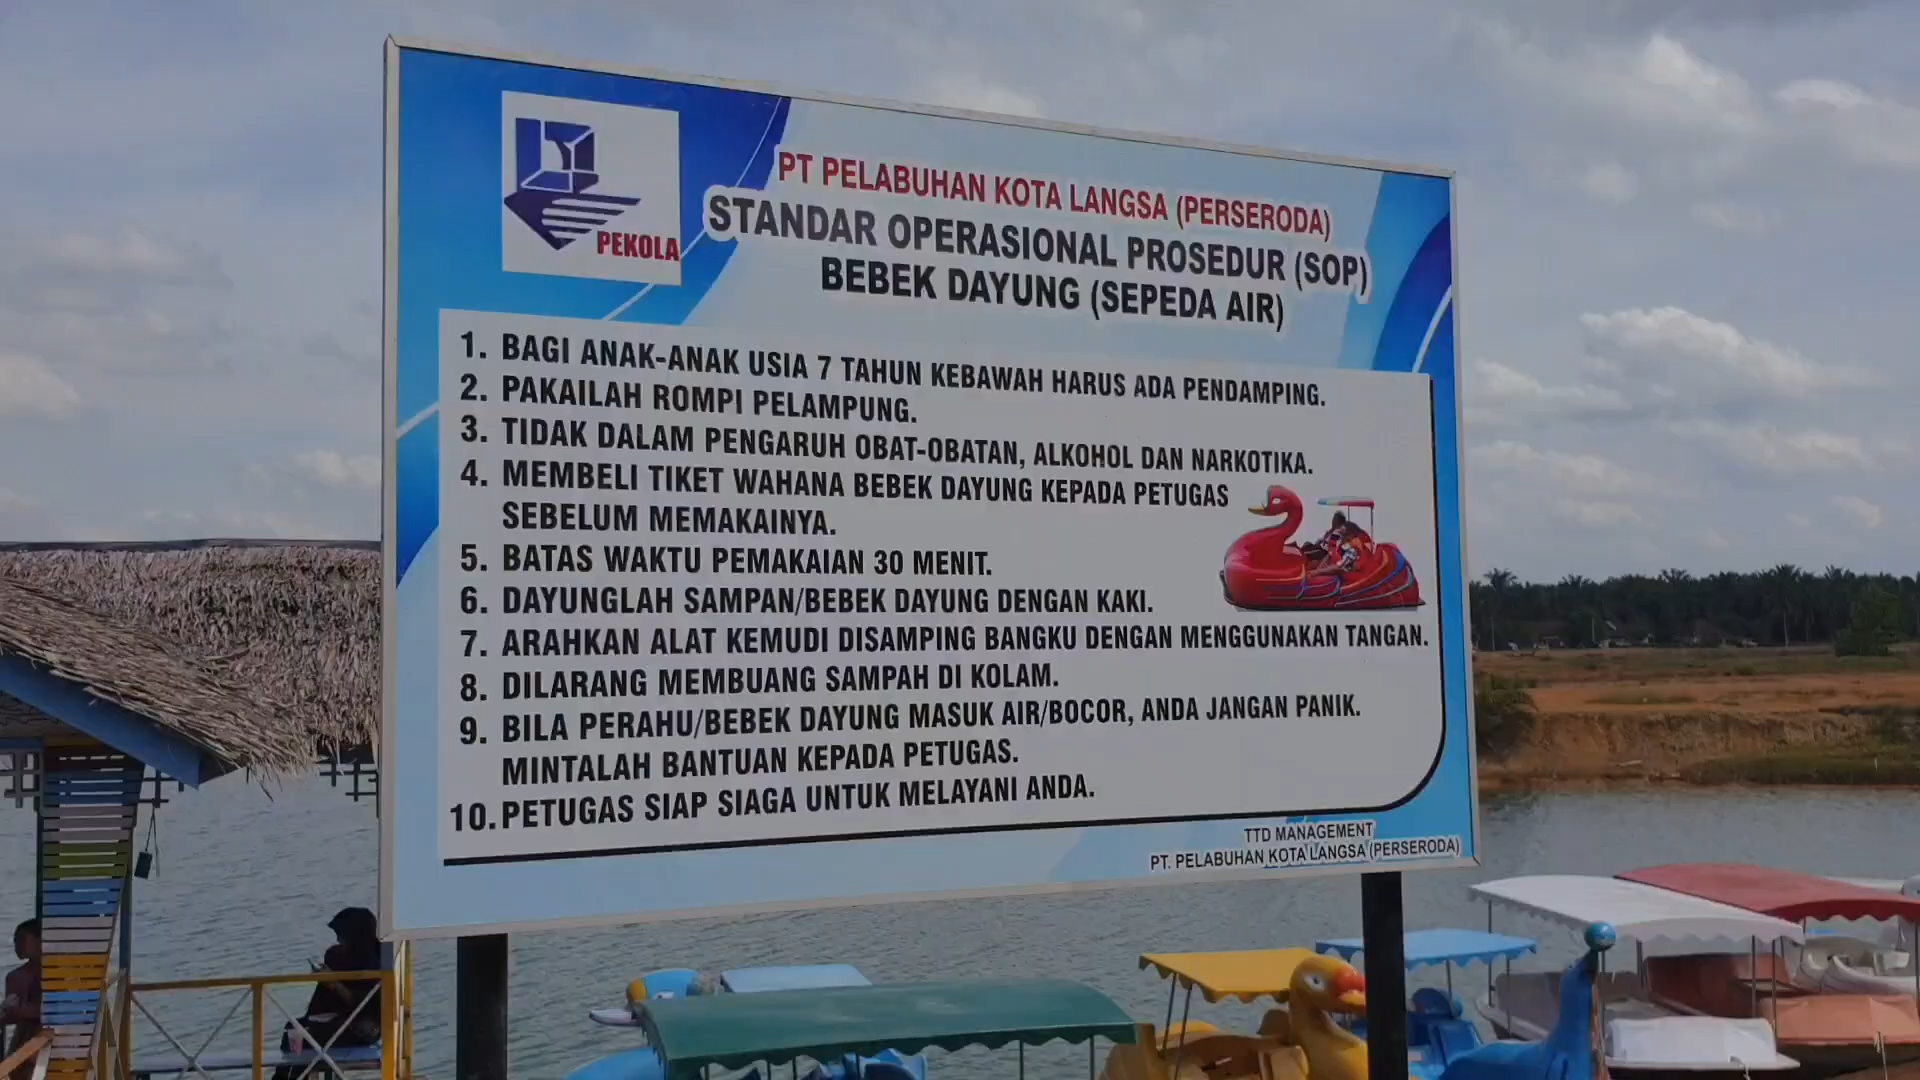 PEKOLA
PT PELABUHAN KOTA LANGSA (PERSERODA)
STANDAR OPERASIONAL PROSEDUR (SOP)
BEBEK DAYUNG (SEPEDA AIR)
1. BAGI ANAK-ANAK USIA 7 TAHUN KEBAWAH HARUS ADA PENDAMPING.
2. PAKAILAH ROMPI PELAMPUNG.
3. TIDAK DALAM PENGARUH OBAT-OBATAN, ALKOHOL DAN NARKOTIKA.
4. MEMBELI TIKET WAHANA BEBEK DAYUNG KEPADA PETUGAS
SEBELUM MEMAKAINYA.
5. BATAS WAKTU PEMAKAIAN 30 MENIT.
6. DAYUNGLAH SAMPAN/BEBEK DAYUNG DENGAN KAKI.
7. ARAHKAN ALAT KEMUDI DISAMPING BANGKU DENGAN MENGGUNAKAN TANGAN.
8. DILARANG MEMBUANG SAMPAH DI KOLAM.
9. BILA PERAHU/BEBEK DAYUNG MASUK AIR/BOCOR, ANDA JANGAN PANIK.
MINTALAH BANTUAN KEPADA PETUGAS.
10. PETUGAS SIAP SIAGA UNTUK MELAYANI ANDA.
TTD MANAGEMENT
PT. PELABUHAN KOTA LANGSA (PERSERODA)